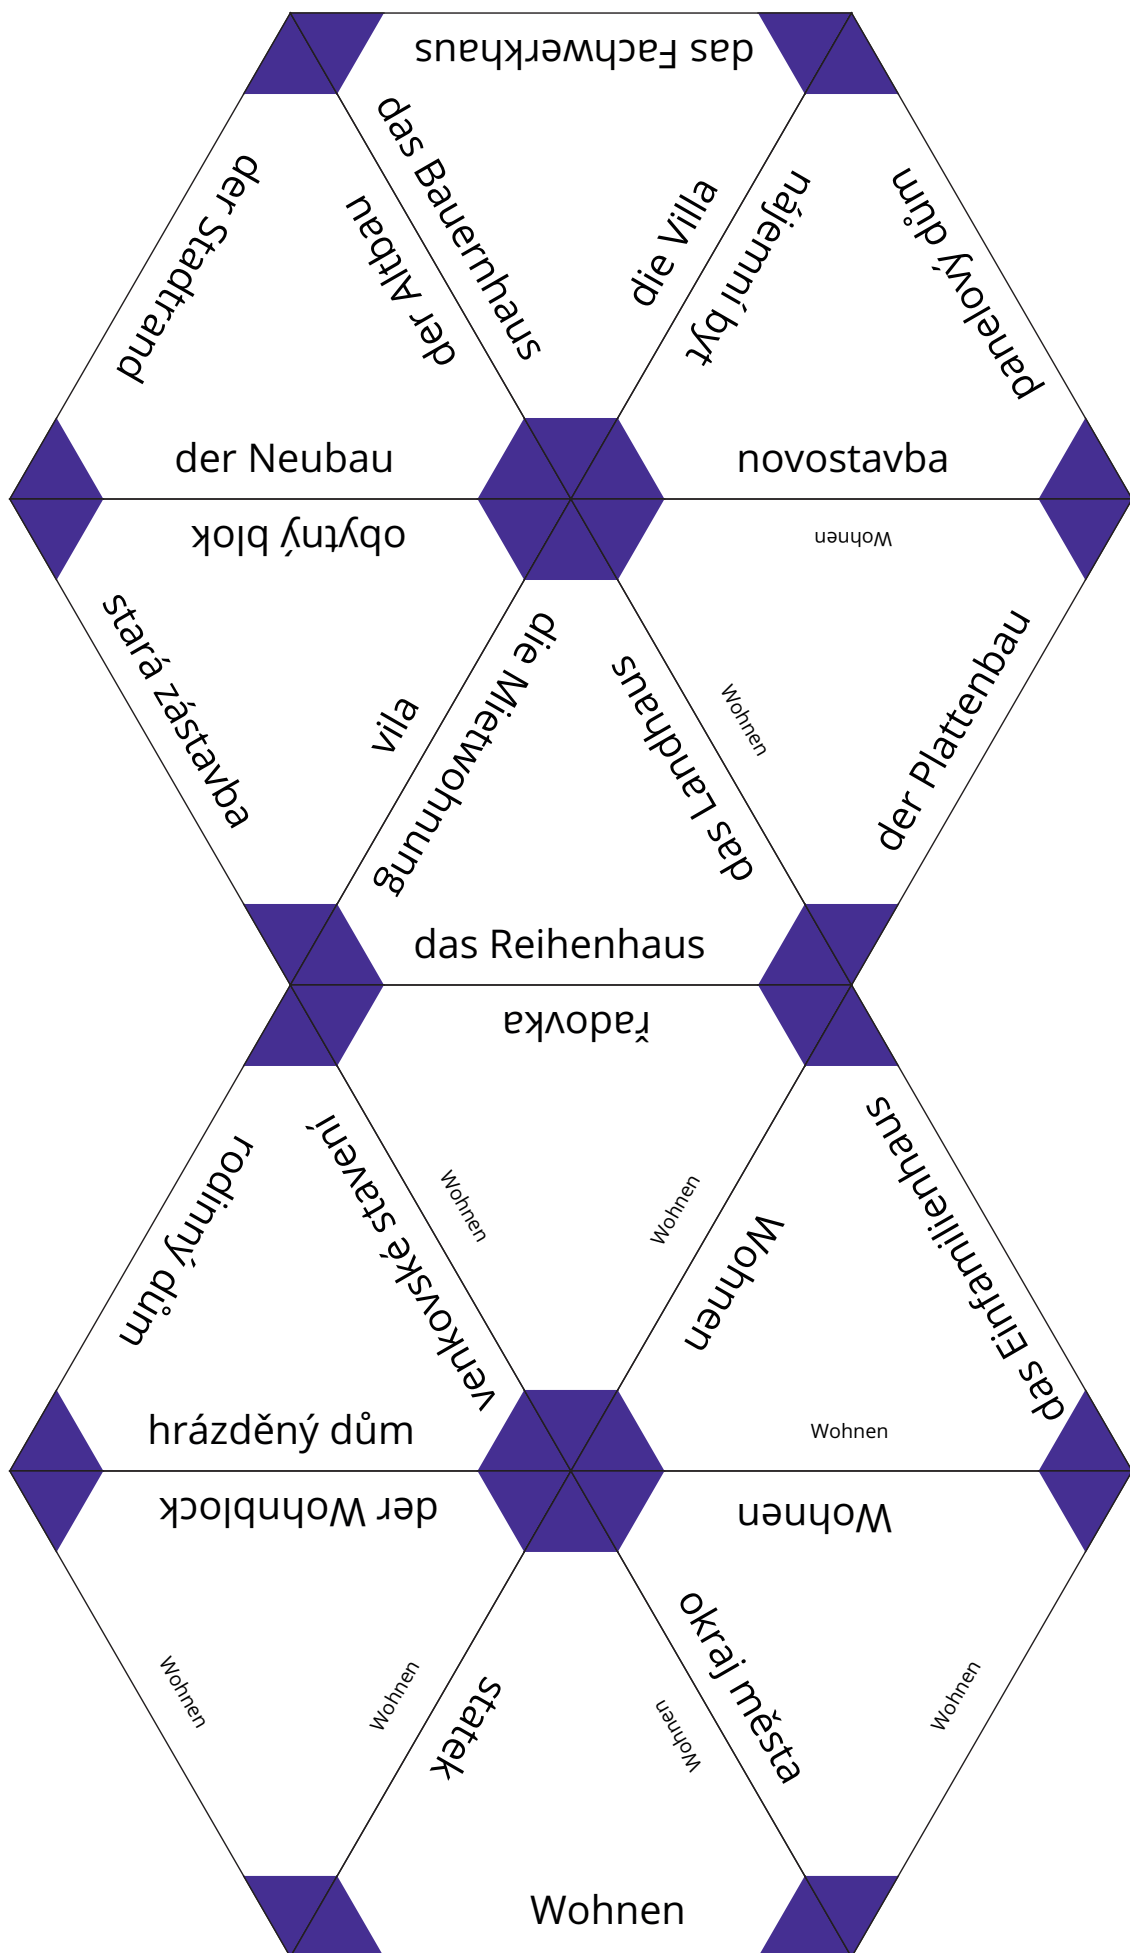 das Fachwerkhaus
das Bauernhaus
die Villa
der Stadtrand
der Altbau
nájemní byt
panelový dům
der Neubau
novostavba
obytný blok
Wohnen
stará zástavba
vila
die Mietwohnung
das Landhaus
Wohnen
der Plattenbau
das Reihenhaus
řadovka
rodinný dům
venkovské stavení
Wohnen
Wohnen
Wohnen
das Einfamilienhaus
hrázděný dům
Wohnen
der Wohnblock
Wohnen
Wohnen
Wohnen
statek
Wohnen
okraj města
Wohnen
Wohnen